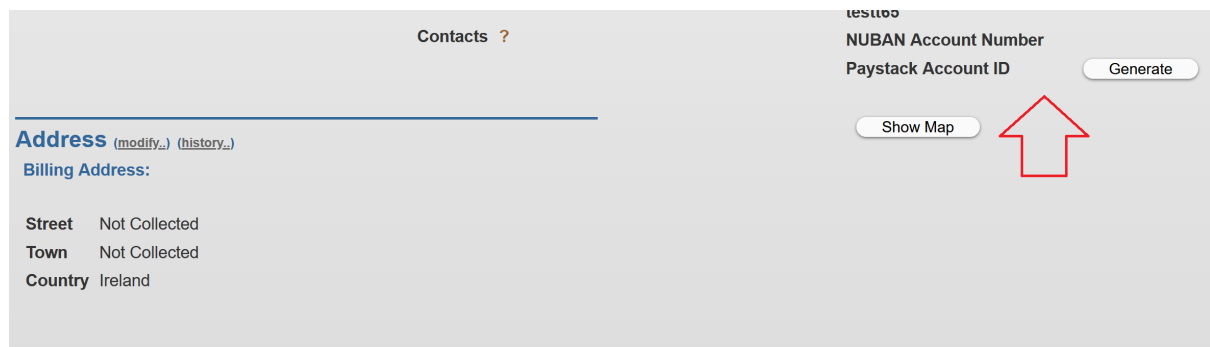 testt65
Contacts ?
NUBAN Account Number
Paystack Account ID Generate
Show Map
Address (modify..) (history..)
Billing Address:
Street Not Collected
Town Not Collected
Country Ireland